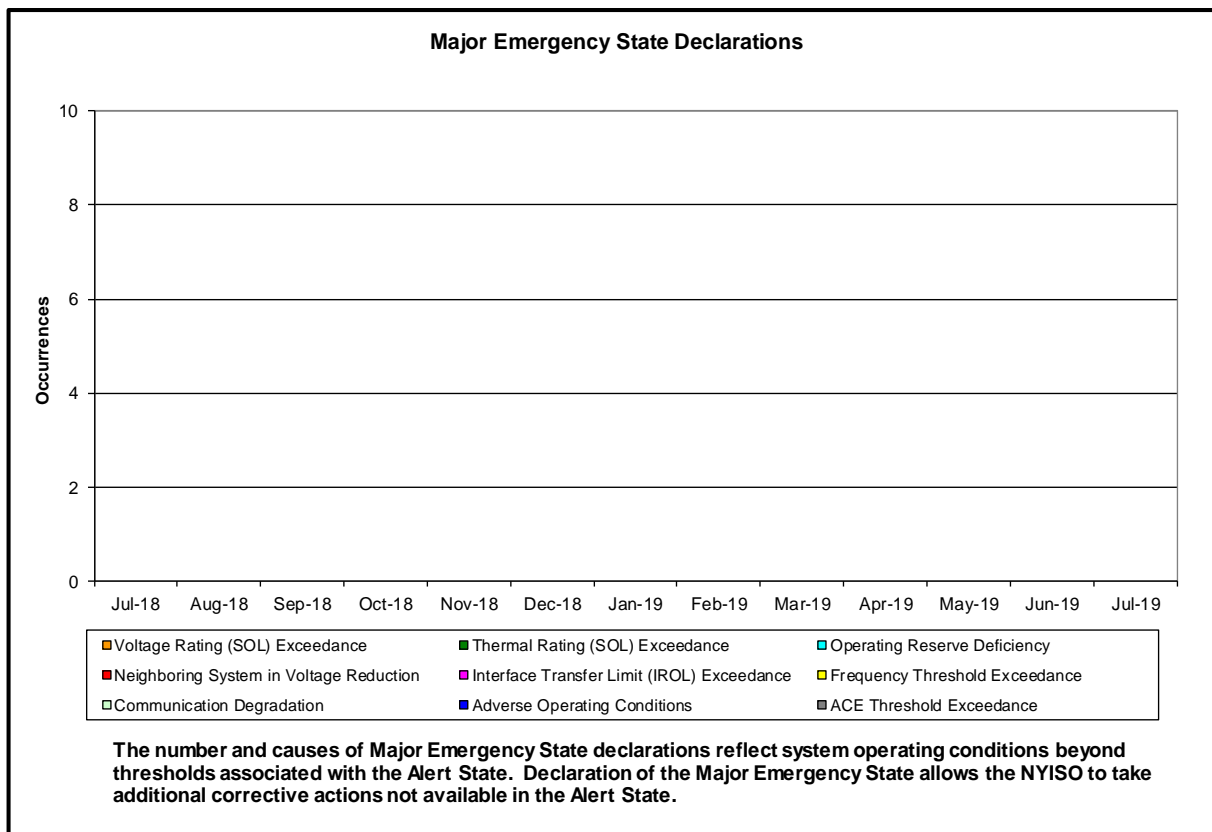 Major Emergency State Declarations
10
8
6
4
2
0
Occurrences
Jul-18 Aug-18 Sep-18 Oct-18 Nov-18 Dec-18 Jan-19 Feb-19 Mar-19 Apr-19 May-19 Jun-19 Jul-19
Voltage Rating (SOL) Exceedance Thermal Rating (SOL) Exceedance Operating Reserve Deficiency
Neighboring System in Voltage Reduction Interface Transfer Limit (IROL) Exceedance Frequency Threshold Exceedance
Communication Degradation Adverse Operating Conditions ACE Threshold Exceedance
The number and causes of Major Emergency State declarations reflect system operating conditions beyond
thresholds associated with the Alert State.  Declaration of the Major Emergency State allows the NYISO to take
additional corrective actions not available in the Alert State.